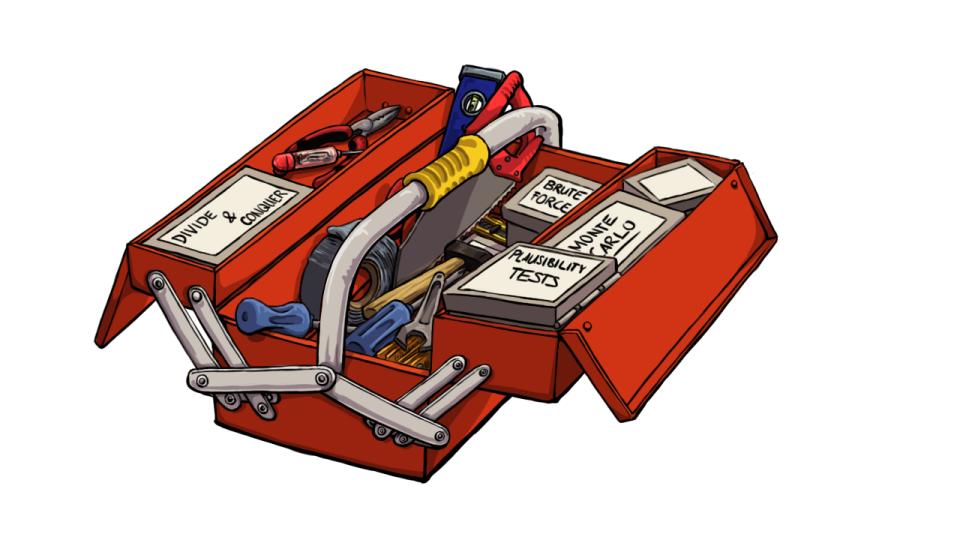 DIVIDE & CONQUER
BRUTE
FORCE
MONTE
CARLO
PLAUSIBILITY
TESTS